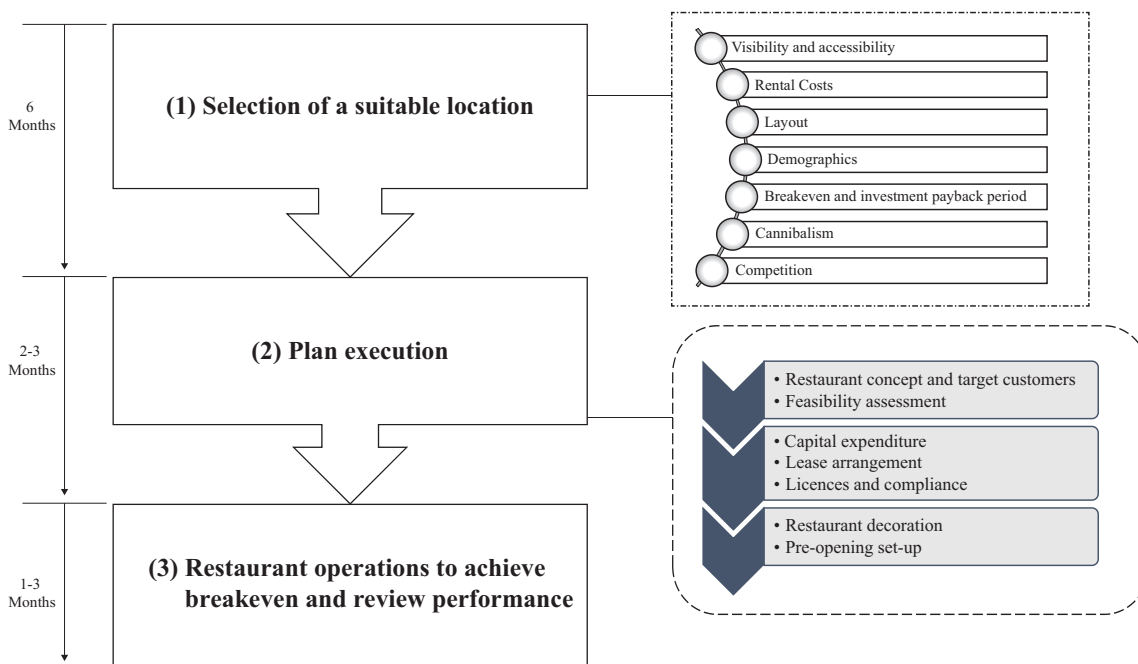 6
Months
(1) Selection of a suitable location
Visibility and accessibility
Rental Costs
Layout
Demographics
Breakeven and investment payback period
Cannibalism
Competition
2-3
Months
(2) Plan execution
• Restaurant concept and target customers
• Feasibility assessment
• Capital expenditure
• Lease arrangement
• Licences and compliance
• Restaurant decoration
• Pre-opening set-up
1-3
Months
(3) Restaurant operations to achieve
breakeven and review performance